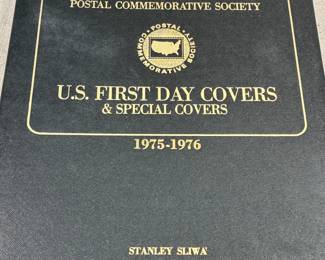 POSTAL COMMEMORATIVE SOCIETY
POSTAL
COMMEMORATIVE SOCIETY
U.S. FIRST DAY COVERS
& SPECIAL COVERS
1975-1976
STANLEY SLIWA